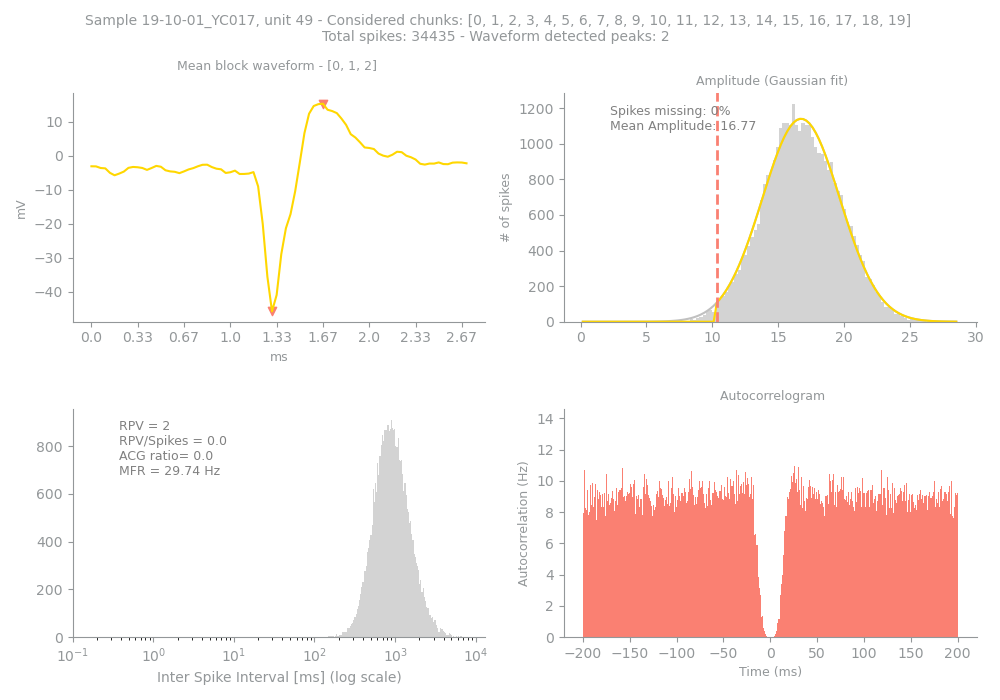 Sample 19-10-01_YC017, unit 49 - Considered chunks: [0, 1, 2, 3, 4, 5, 6, 7, 8, 9, 10, 11, 12, 13, 14, 15, 16, 17, 18, 19]
Total spikes: 34435 - Waveform detected peaks: 2
Mean block waveform - [0, 1, 2]
10
0
−10
−20
−30
−40
mV
0.0 0.33 0.67 1.0 1.33 1.67 2.0 2.33 2.67
ms
Amplitude (Gaussian fit)
Spikes missing: 0%
Mean Amplitude: 16.77
1200
1000
800
600
400
200
0
# of spikes
0 5 10 15 20 25 30
RPV = 2
RPV/Spikes = 0.0
ACG ratio= 0.0
MFR = 29.74 Hz
800
600
400
200
0
10⁻¹ 10⁰ 10¹ 10² 10³ 10⁴
Inter Spike Interval [ms] (log scale)
Autocorrelogram
14
12
10
8
6
4
2
0
Autocorrelation (Hz)
−200 −150 −100 −50 0 50 100 150 200
Time (ms)